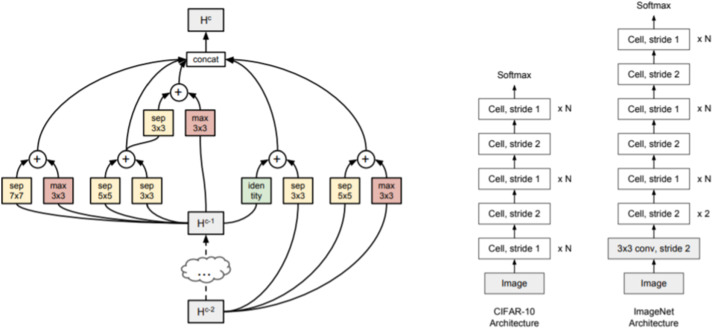 H^c
concat
+
sep
3x3
max
3x3
+
+
+
+
sep
7x7
max
3x3
sep
5x5
sep
3x3
iden
tity
sep
3x3
sep
5x5
max
3x3
H^c-1
...
H^c-2
Softmax
Cell, stride 1 x N
Cell, stride 2
Cell, stride 1 x N
Cell, stride 2
Cell, stride 1 x N
Image
CIFAR-10
Architecture
Softmax
Cell, stride 1 x N
Cell, stride 2
Cell, stride 1 x N
Cell, stride 2
Cell, stride 1 x N
Cell, stride 2 x 2
3x3 conv, stride 2
Image
ImageNet
Architecture